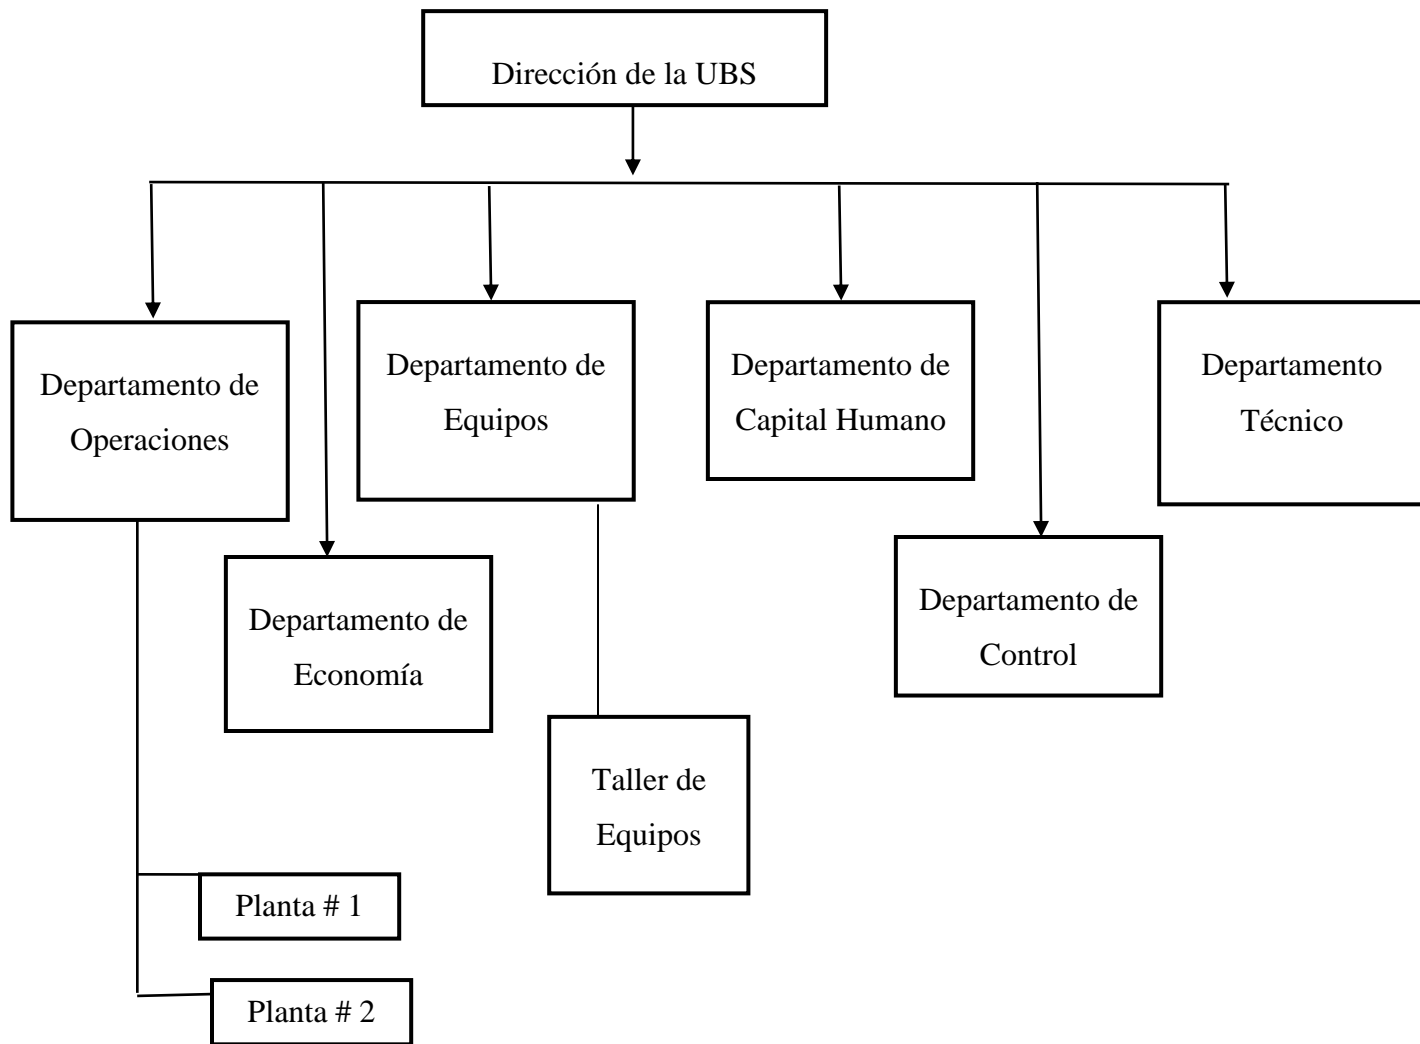 Dirección de la UBS
Departamento de
Operaciones
Departamento de
Equipos
Departamento de
Capital Humano
Departamento
Técnico
Departamento de
Economía
Departamento de
Control
Taller de
Equipos
Planta # 1
Planta # 2